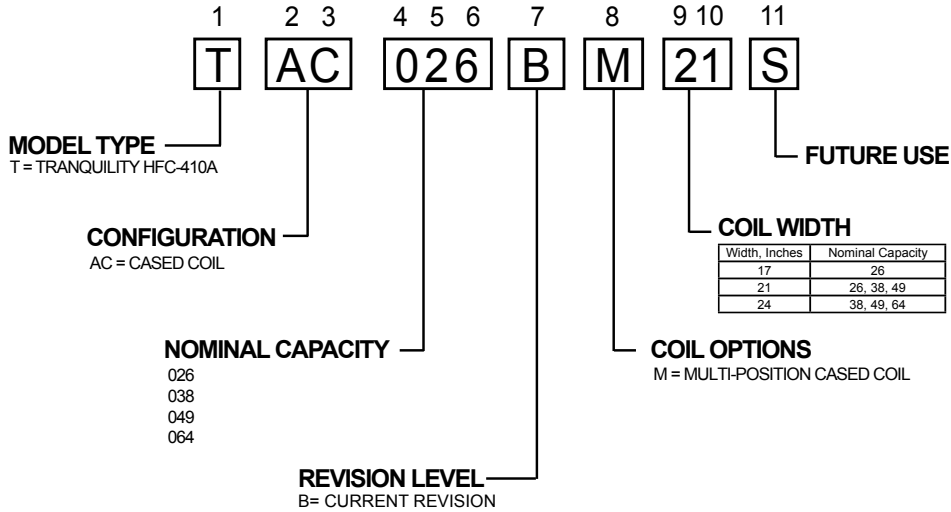 1 2 3 4 5 6 7 8 9 10 11
T AC 026 B M 21 S
MODEL TYPE
T = TRANQUILITY HFC-410A
FUTURE USE
CONFIGURATION
AC = CASED COIL
COIL WIDTH
Width, Inches Nominal Capacity
17 26
21 26, 38, 49
24 38, 49, 64
NOMINAL CAPACITY
026
038
049
064
COIL OPTIONS
M = MULTI-POSITION CASED COIL
REVISION LEVEL
B= CURRENT REVISION